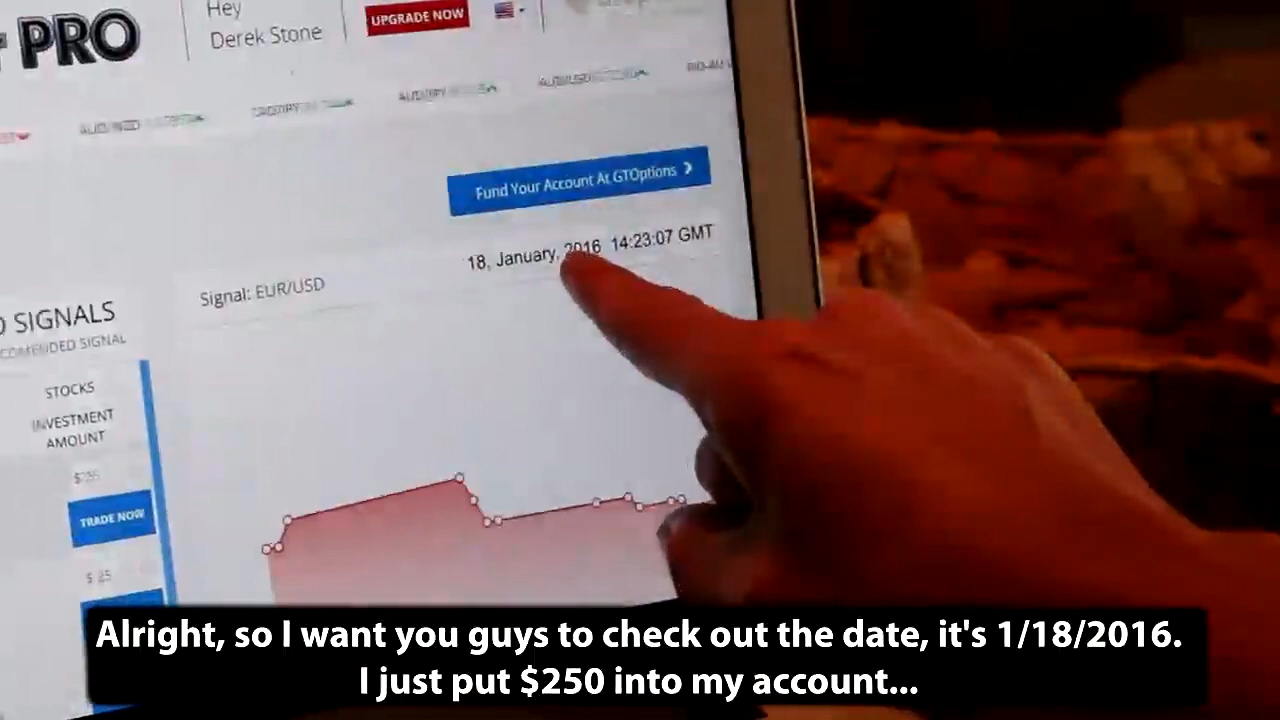 PRO
Hey
Derek Stone
UPGRADE NOW
Fund Your Account At GTOptions
18, January, 2016 14:23:07 GMT
Signal: EUR/USD
SIGNALS
SIGNAL
STOCKS
INVESTMENT
AMOUNT
TRADE NOW
$ 25
Alright, so I want you guys to check out the date, it's 1/18/2016.
I just put $250 into my account...